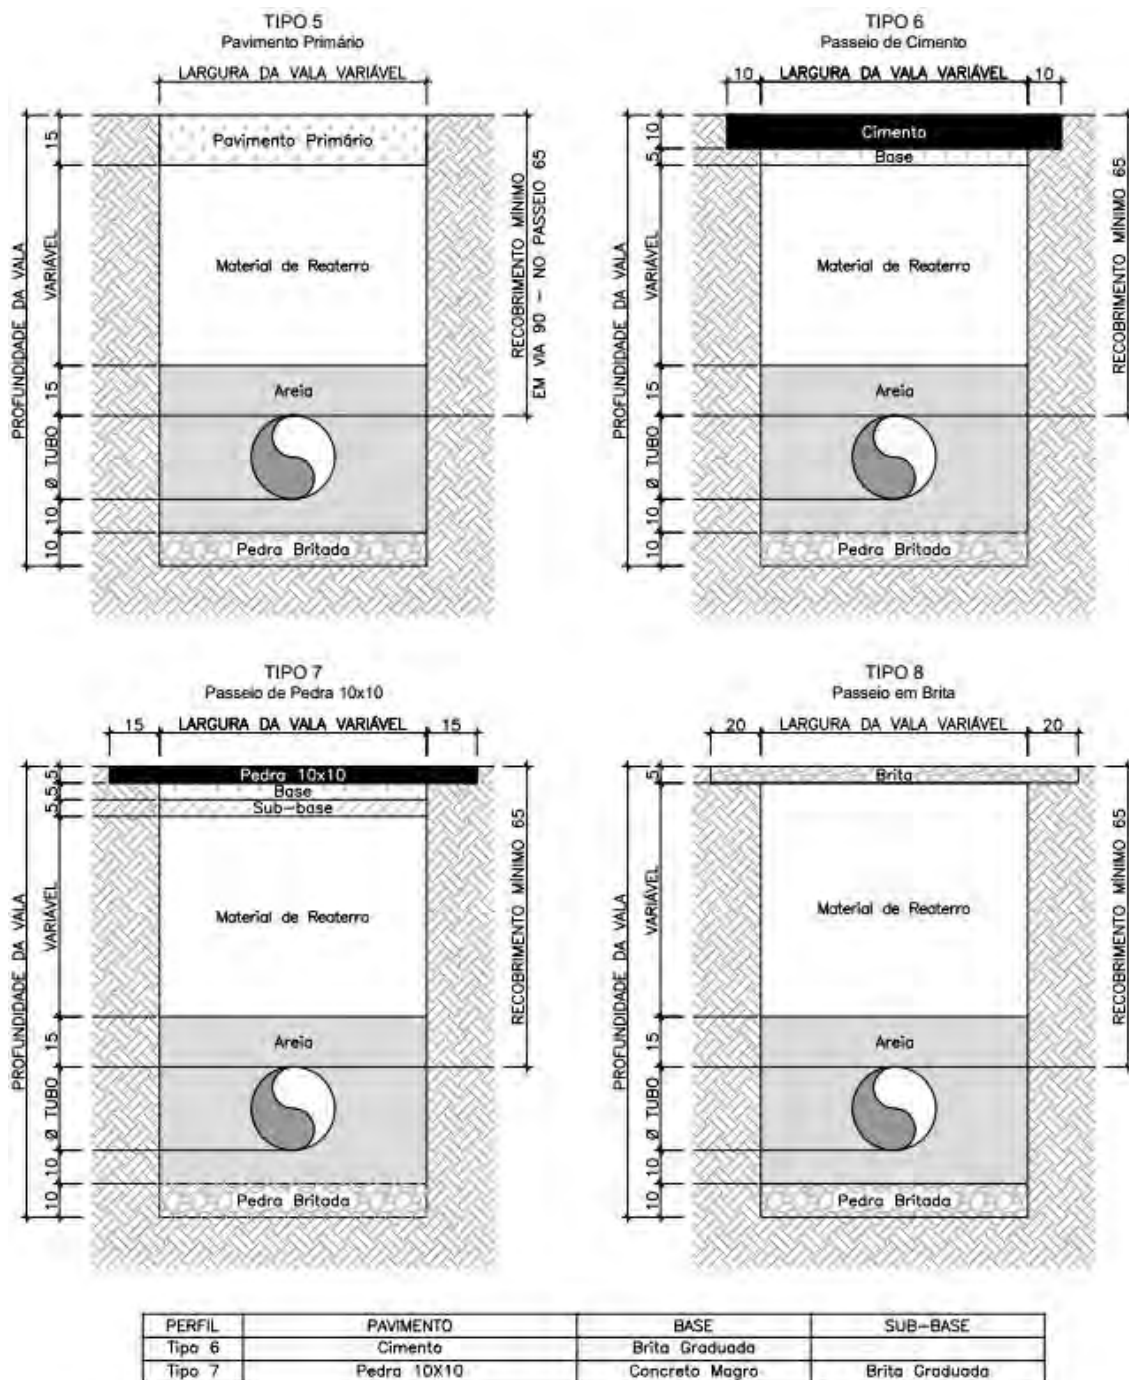 TIPO 5
Pavimento Primário
LARGURA DA VALA VARIÁVEL
15
Pavimento Primário
PROFUNDIDADE DA VALA
VARIÁVEL
Material de Reaterro
RECOBRIMENTO MÍNIMO
EM VIA 90 - NO PASSEIO 65
15
Areia
Ø TUBO
10
10
Pedra Britada
TIPO 6
Passeio de Cimento
10
LARGURA DA VALA VARIÁVEL
10
10
Cimento
5
Base
PROFUNDIDADE DA VALA
VARIÁVEL
Material de Reaterro
RECOBRIMENTO MÍNIMO 65
15
Areia
Ø TUBO
10
10
Pedra Britada
TIPO 7
Passeio de Pedra 10x10
15
LARGURA DA VALA VARIÁVEL
15
5
Pedra 10x10
5
Base
5
Sub-base
PROFUNDIDADE DA VALA
VARIÁVEL
Material de Reaterro
RECOBRIMENTO MÍNIMO 65
15
Areia
Ø TUBO
10
10
Pedra Britada
TIPO 8
Passeio em Brita
20
LARGURA DA VALA VARIÁVEL
20
5
Brita
PROFUNDIDADE DA VALA
VARIÁVEL
Material de Reaterro
RECOBRIMENTO MÍNIMO 65
15
Areia
Ø TUBO
10
10
Pedra Britada
PERFIL PAVIMENTO BASE SUB-BASE
Tipo 6 Cimento Brita Graduada
Tipo 7 Pedra 10X10 Concreto Magro Brita Graduada